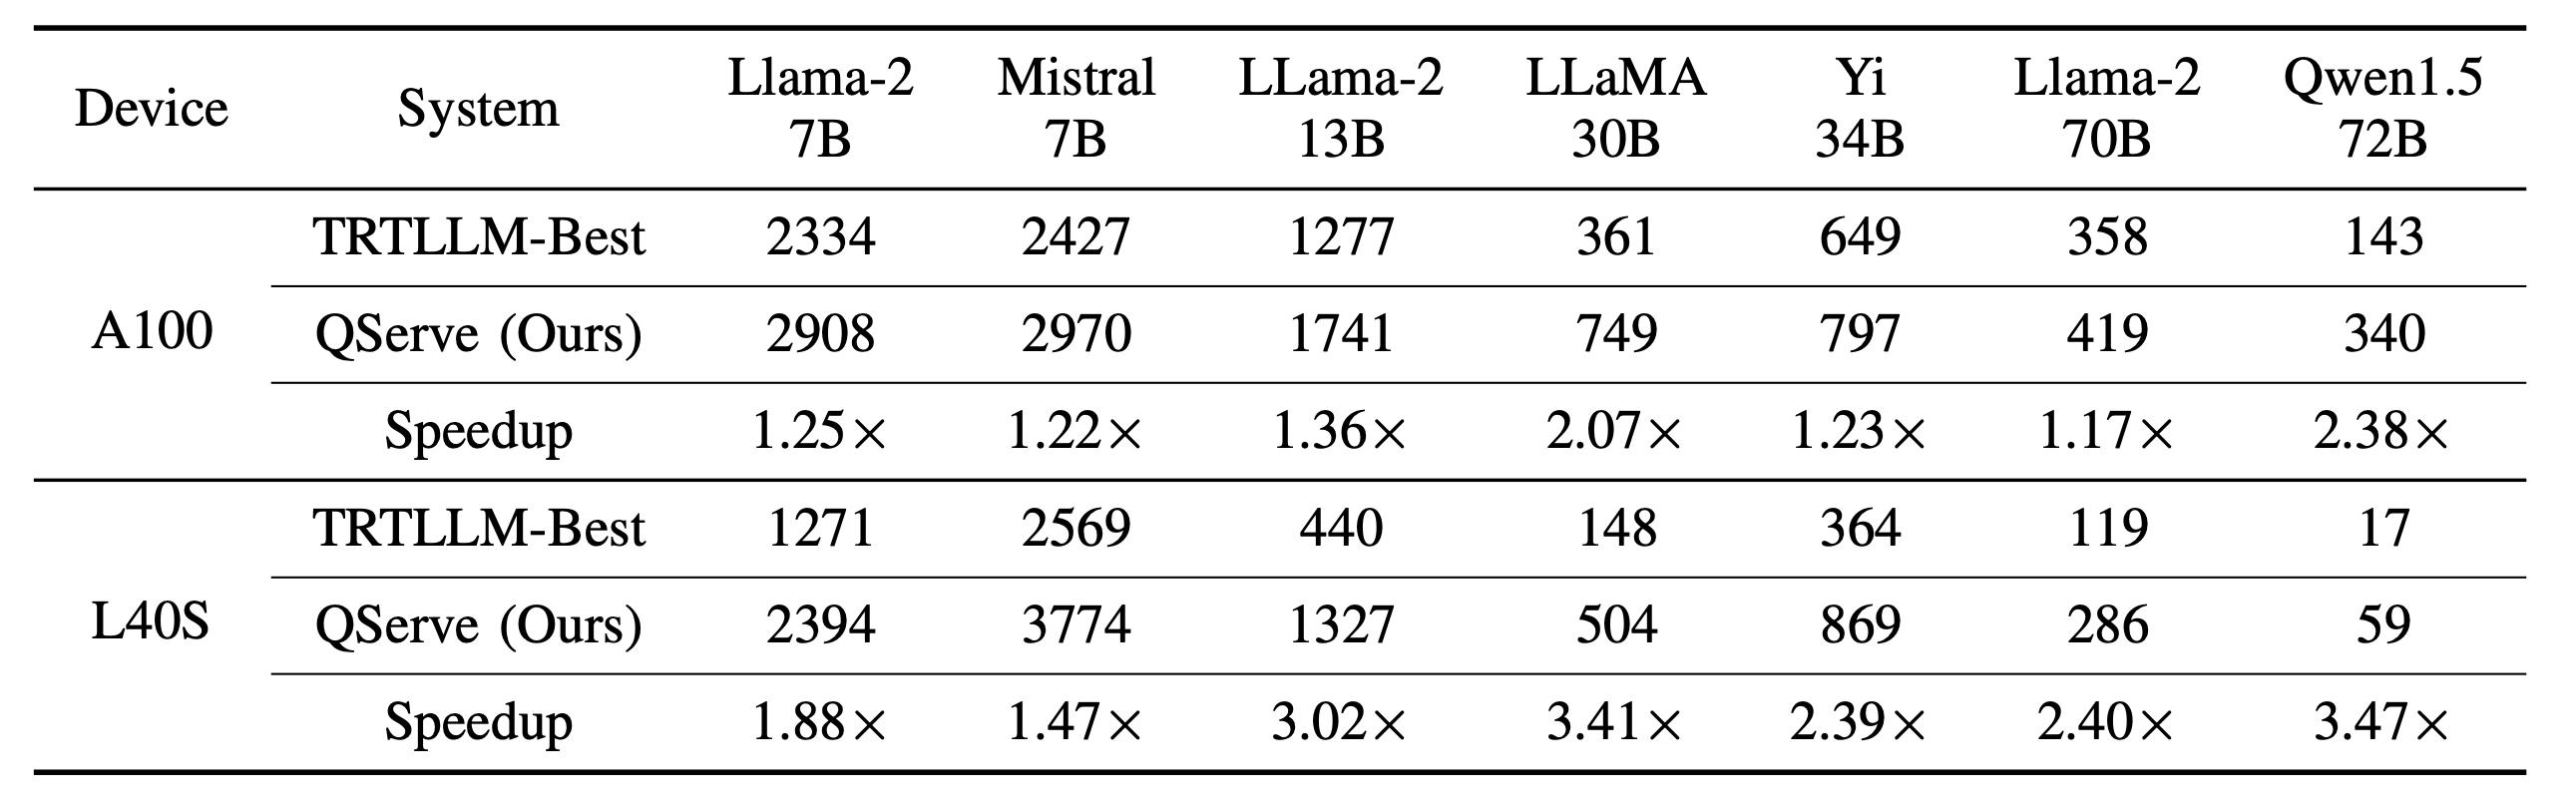 Device System Llama-2 7B Mistral 7B LLama-2 13B LLaMA 30B Yi 34B Llama-2 70B Qwen1.5 72B
A100
TRTLLM-Best 2334 2427 1277 361 649 358 143
QServe (Ours) 2908 2970 1741 749 797 419 340
Speedup 1.25× 1.22× 1.36× 2.07× 1.23× 1.17× 2.38×
L40S
TRTLLM-Best 1271 2569 440 148 364 119 17
QServe (Ours) 2394 3774 1327 504 869 286 59
Speedup 1.88× 1.47× 3.02× 3.41× 2.39× 2.40× 3.47×